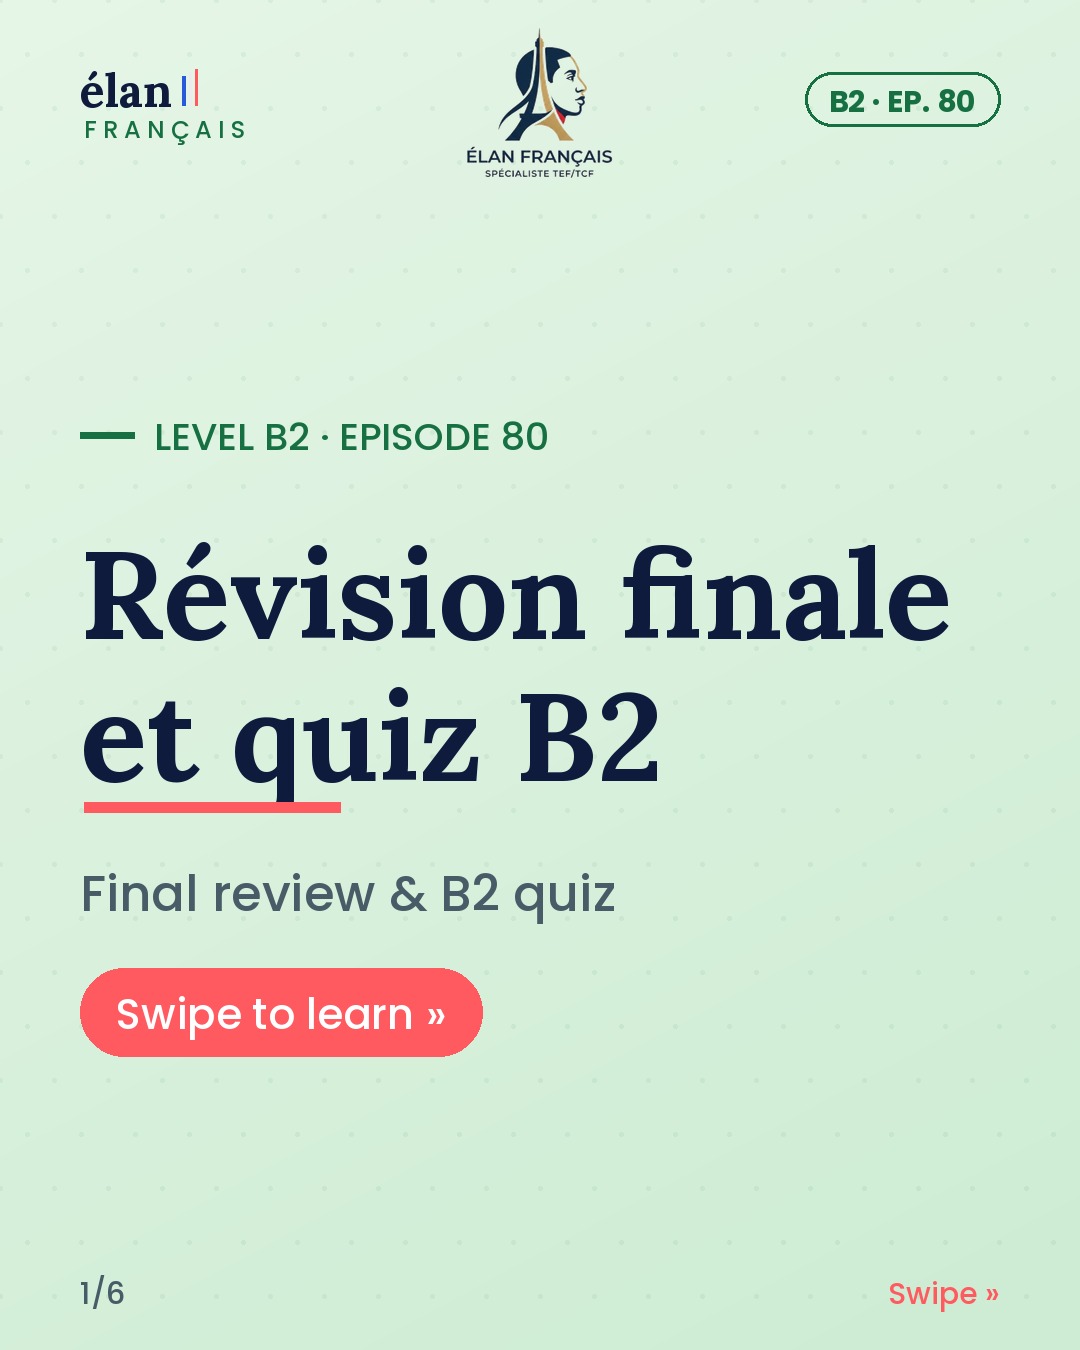 élan
FRANÇAIS
ÉLAN FRANÇAIS
SPÉCIALISTE TEF/TCF
B2 · EP. 80
LEVEL B2 · EPISODE 80
Révision finale
et quiz B2
Final review & B2 quiz
Swipe to learn »
1/6
Swipe »